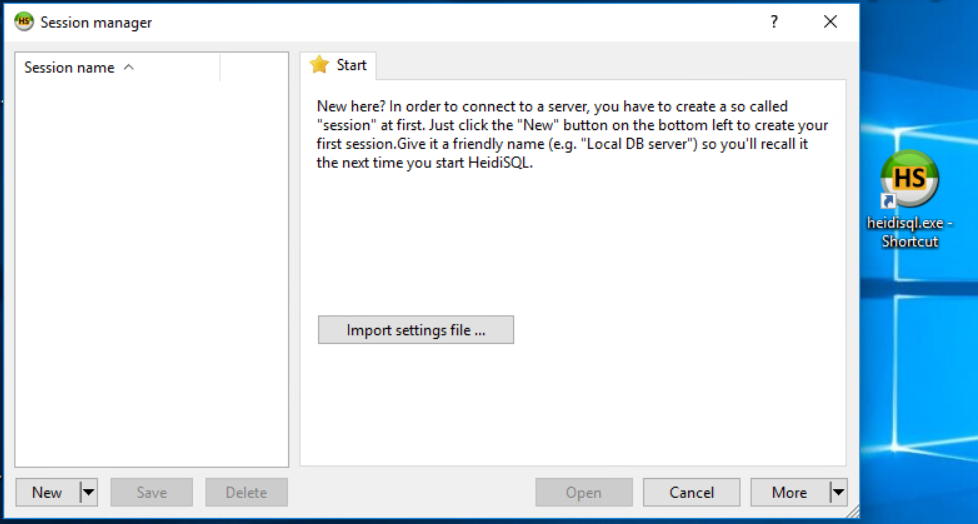 HS Session manager ?
Session name
Start
New here? In order to connect to a server, you have to create a so called
"session" at first. Just click the "New" button on the bottom left to create your
first session.Give it a friendly name (e.g. "Local DB server") so you'll recall it
the next time you start HeidiSQL.
HS
heidisql.exe -
Shortcut
Import settings file ...
New Save Delete Open Cancel More